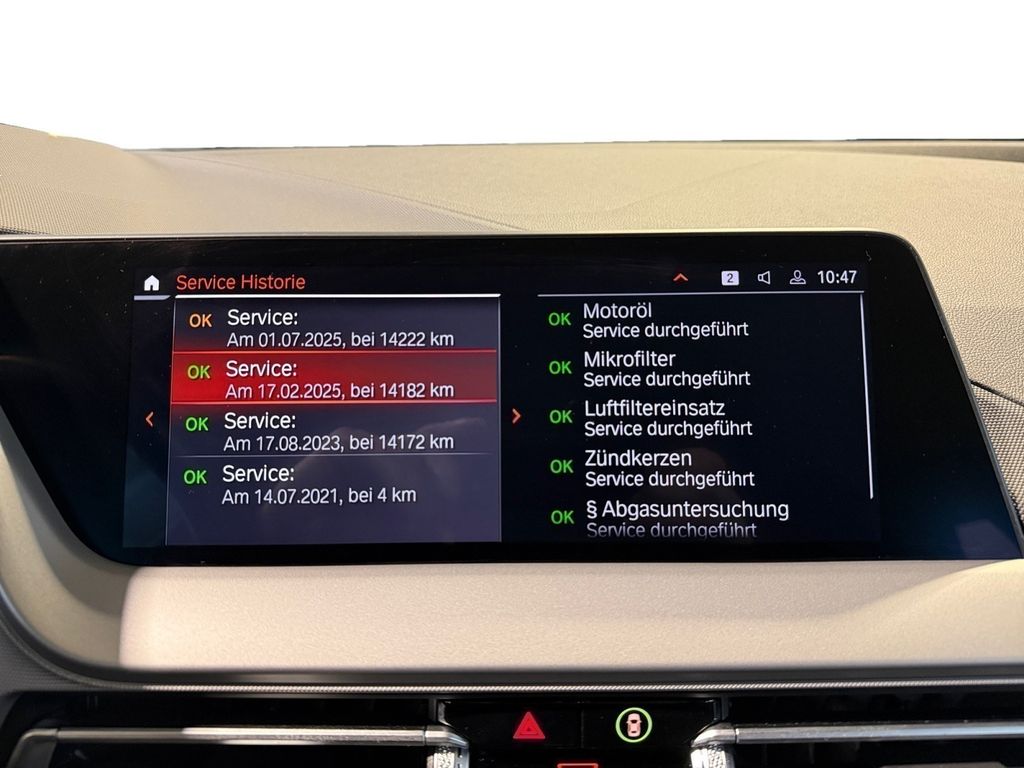 Service Historie
2
10:47
OK Service:
Am 01.07.2025, bei 14222 km
OK Service:
Am 17.02.2025, bei 14182 km
OK Service:
Am 17.08.2023, bei 14172 km
OK Service:
Am 14.07.2021, bei 4 km
OK Motoröl
Service durchgeführt
OK Mikrofilter
Service durchgeführt
OK Luftfiltereinsatz
Service durchgeführt
OK Zündkerzen
Service durchgeführt
OK § Abgasuntersuchung
Service durchgeführt